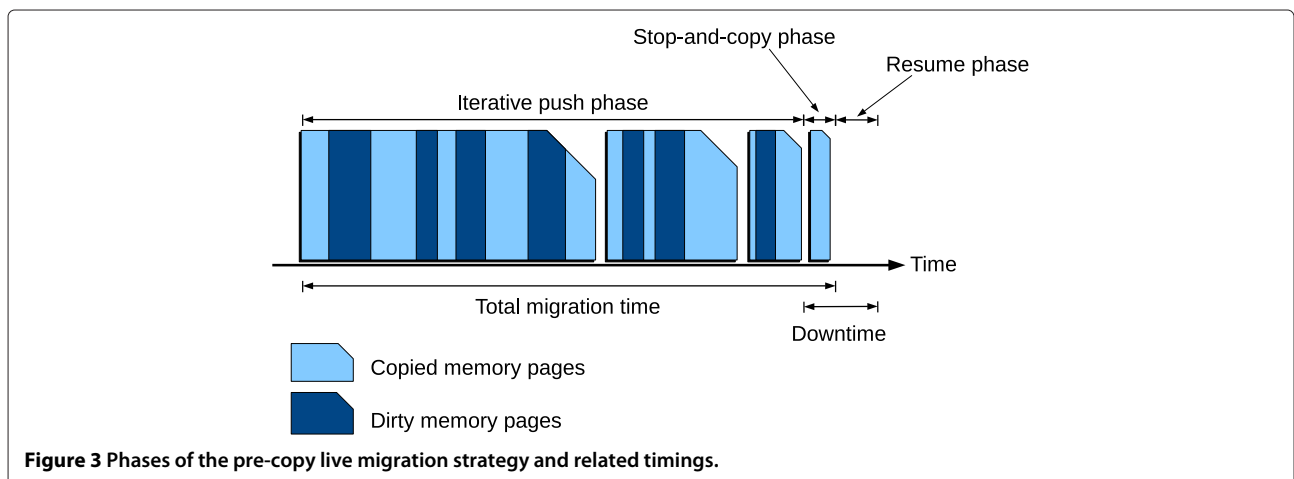 Stop-and-copy phase
Resume phase
Iterative push phase
Time
Total migration time
Downtime
Copied memory pages
Dirty memory pages
Figure 3 Phases of the pre-copy live migration strategy and related timings.